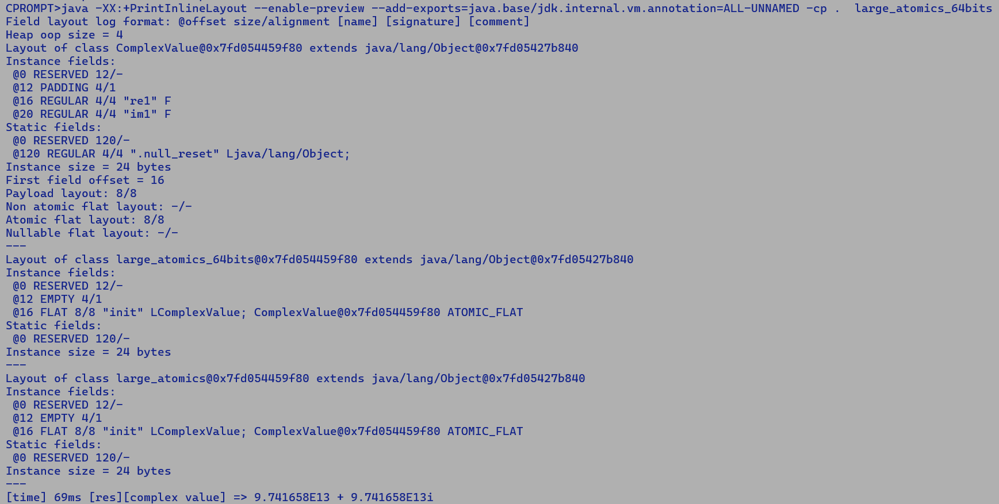 CPROMPT>java -XX:+PrintInlineLayout --enable-preview --add-exports=java.base/jdk.internal.vm.annotation=ALL-UNNAMED -cp .  large_atomics_64bits
Field layout log format: @offset size/alignment [name] [signature] [comment]
Heap oop size = 4
Layout of class ComplexValue@0x7fd054459f80 extends java/lang/Object@0x7fd05427b840
Instance fields:
 @0 RESERVED 12/-
 @12 PADDING 4/1
 @16 REGULAR 4/4 "re1" F
 @20 REGULAR 4/4 "im1" F
Static fields:
 @0 RESERVED 120/-
 @120 REGULAR 4/4 ".null_reset" Ljava/lang/Object;
Instance size = 24 bytes
First field offset = 16
Payload layout: 8/8
Non atomic flat layout: -/-
Atomic flat layout: 8/8
Nullable flat layout: -/-
---
Layout of class large_atomics_64bits@0x7fd054459f80 extends java/lang/Object@0x7fd05427b840
Instance fields:
 @0 RESERVED 12/-
 @12 EMPTY 4/1
 @16 FLAT 8/8 "init" LComplexValue; ComplexValue@0x7fd054459f80 ATOMIC_FLAT
Static fields:
 @0 RESERVED 120/-
Instance size = 24 bytes
---
Layout of class large_atomics@0x7fd054459f80 extends java/lang/Object@0x7fd05427b840
Instance fields:
 @0 RESERVED 12/-
 @12 EMPTY 4/1
 @16 FLAT 8/8 "init" LComplexValue; ComplexValue@0x7fd054459f80 ATOMIC_FLAT
Static fields:
 @0 RESERVED 120/-
Instance size = 24 bytes
---
[time] 69ms [res][complex value] => 9.741658E13 + 9.741658E13i